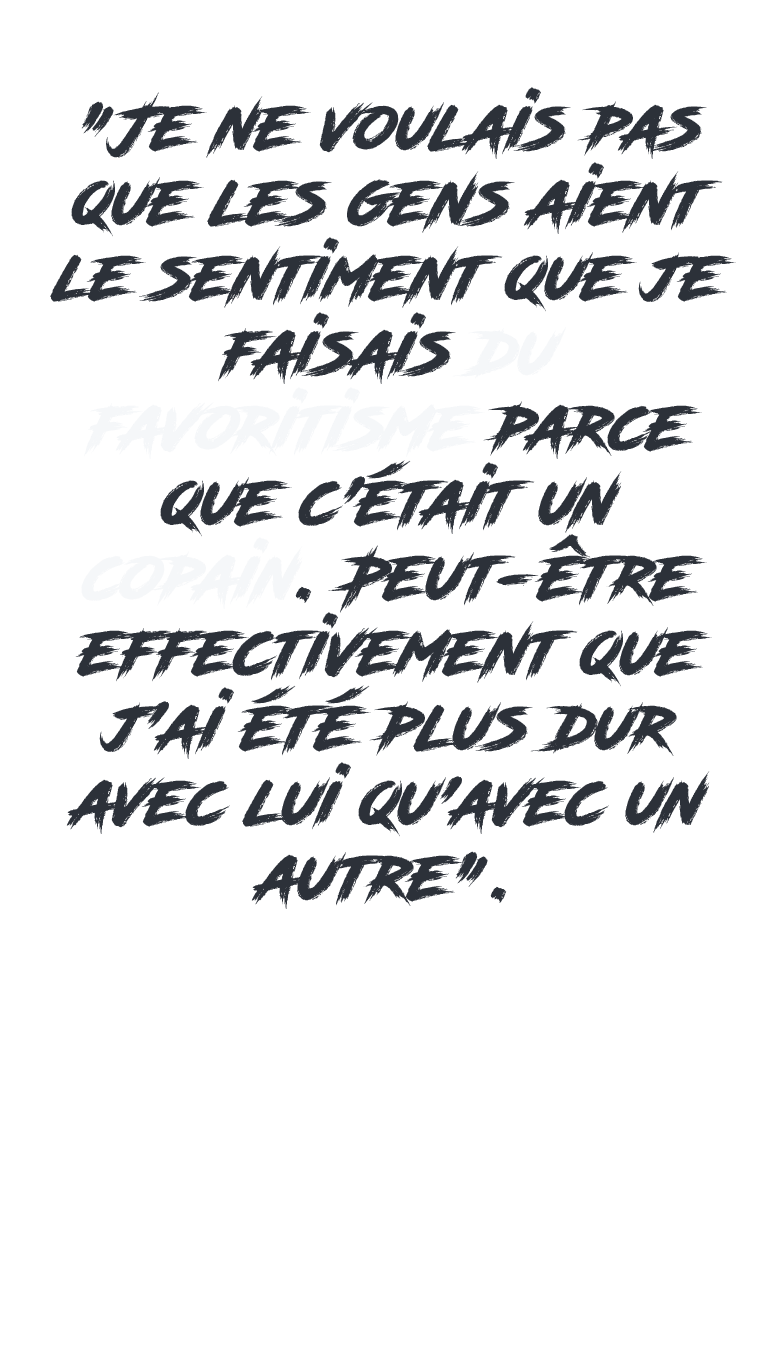 "JE NE VOULAIS PAS
QUE LES GENS AIENT
LE SENTIMENT QUE JE
FAISAIS DU
FAVORITISME PARCE
QUE C'ÉTAIT UN
COPAIN. PEUT-ÊTRE
EFFECTIVEMENT QUE
J'AI ÉTÉ PLUS DUR
AVEC LUI QU'AVEC UN
AUTRE".